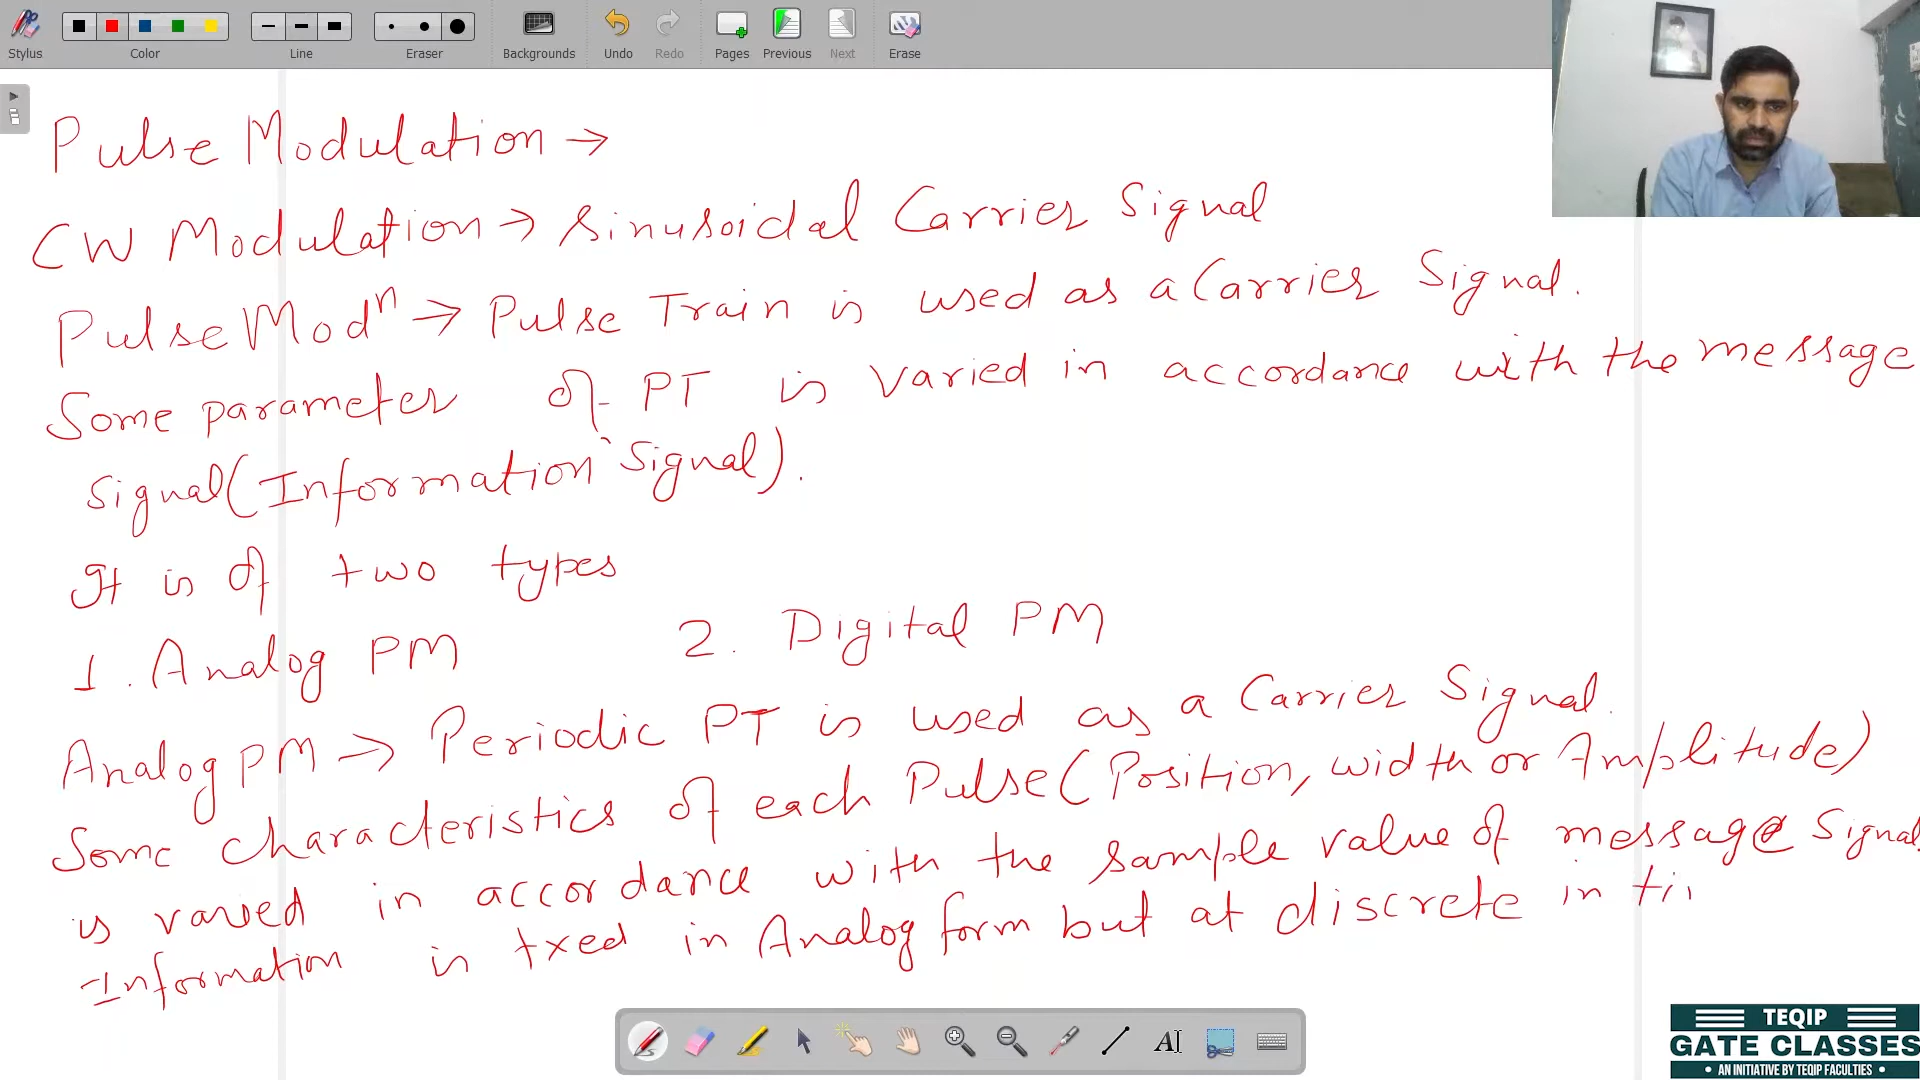 Stylus
Color
Line
Eraser
Backgrounds
Undo
Redo
Pages
Previous
Next
Erase
Pulse Modulation →
CW Modulation → Sinusoidal Carrier Signal
Pulse Modⁿ → Pulse Train is used as a Carrier Signal.
Some parameter of PT is varied in accordance with the message
signal (Information Signal).
It is of two types
1. Analog PM 2. Digital PM
Analog PM → Periodic PT is used as a Carrier Signal.
Some characteristics of each Pulse (Position, width or Amplitude)
is varied in accordance with the sample value of message Signal.
Information is txed in Analog form but at discrete in ti
TEQIP
GATE CLASSES
• AN INITIATIVE BY TEQIP FACULTIES •